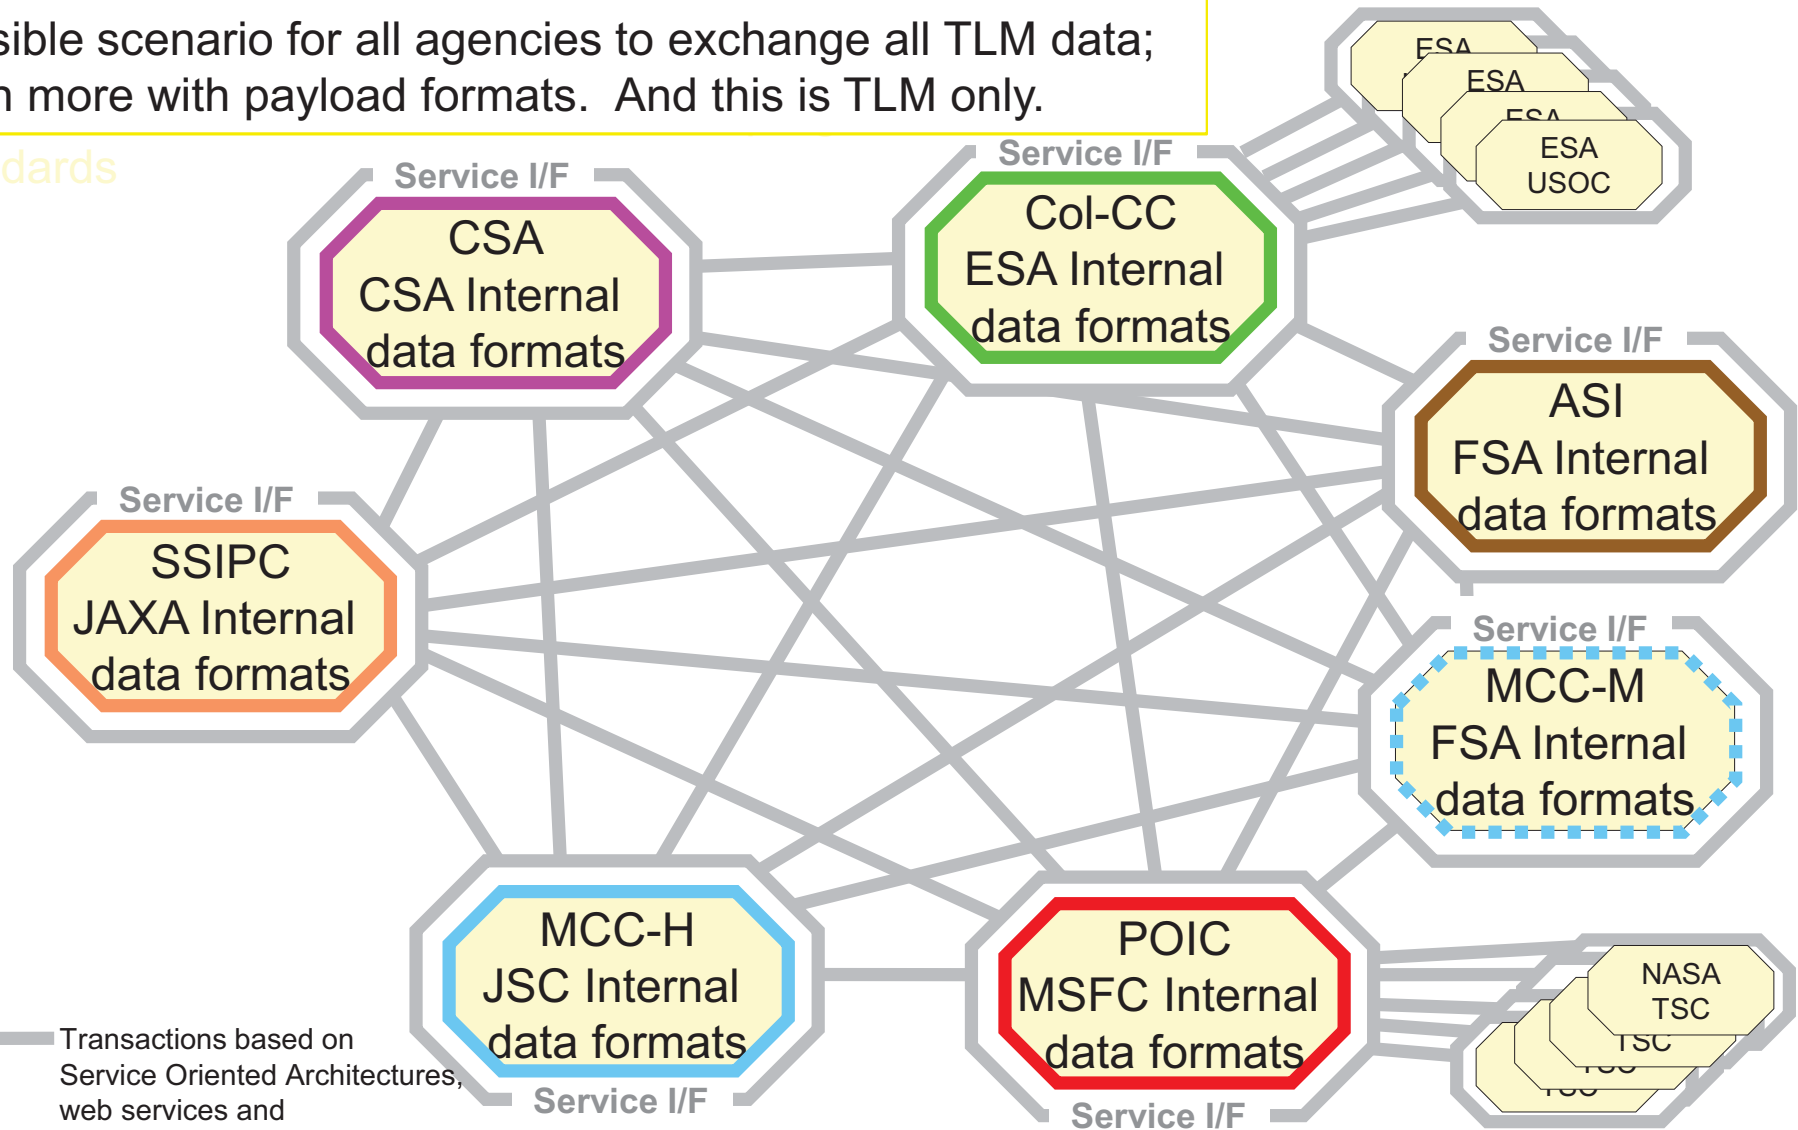 sible scenario for all agencies to exchange all TLM data;
n more with payload formats.  And this is TLM only.
dards
ESA
ESA
ESA
ESA
USOC
Service I/F
Col-CC
ESA Internal
data formats
Service I/F
CSA
CSA Internal
data formats
Service I/F
ASI
FSA Internal
data formats
Service I/F
SSIPC
JAXA Internal
data formats
Service I/F
MCC-M
FSA Internal
data formats
MCC-H
JSC Internal
data formats
Service I/F
POIC
MSFC Internal
data formats
Service I/F
NASA
TSC
TSC
TSC
TSC
Transactions based on
Service Oriented Architectures,
web services and